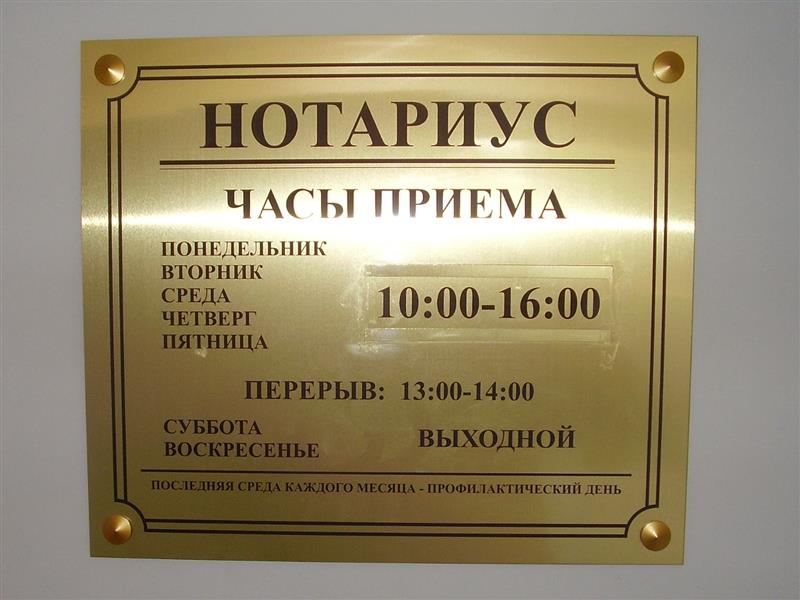 НОТАРИУС
ЧАСЫ ПРИЕМА
ПОНЕДЕЛЬНИК
ВТОРНИК
СРЕДА
ЧЕТВЕРГ
ПЯТНИЦА
10:00-16:00
ПЕРЕРЫВ: 13:00-14:00
СУББОТА
ВОСКРЕСЕНЬЕ
ВЫХОДНОЙ
ПОСЛЕДНЯЯ СРЕДА КАЖДОГО МЕСЯЦА - ПРОФИЛАКТИЧЕСКИЙ ДЕНЬ